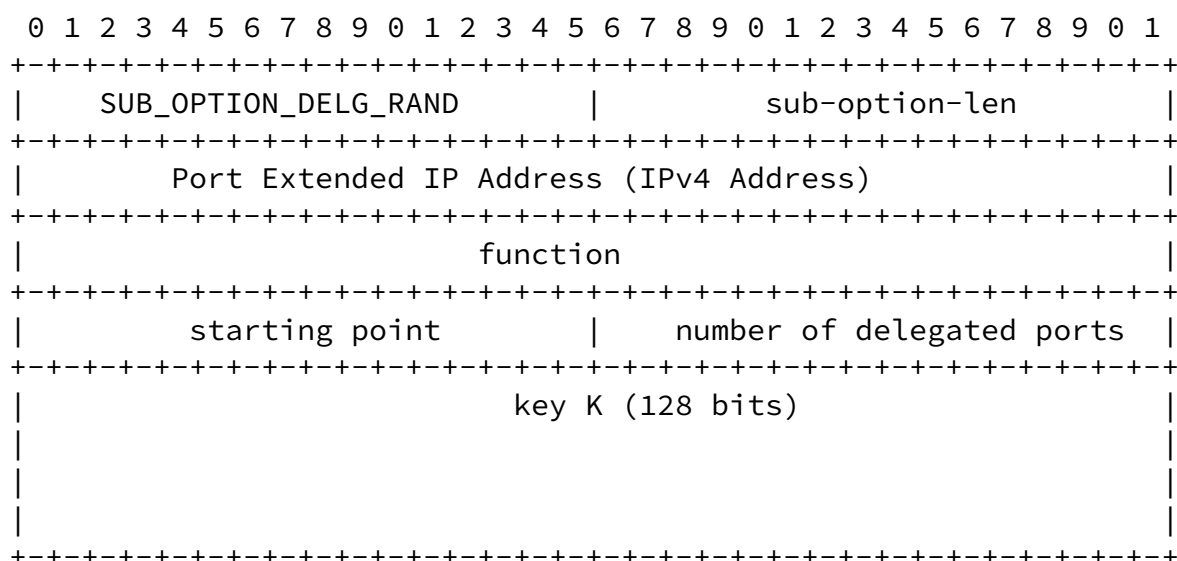 0 1 2 3 4 5 6 7 8 9 0 1 2 3 4 5 6 7 8 9 0 1 2 3 4 5 6 7 8 9 0 1
+-+-+-+-+-+-+-+-+-+-+-+-+-+-+-+-+-+-+-+-+-+-+-+-+-+-+-+-+-+-+-+-+
|    SUB_OPTION_DELG_RAND       |         sub-option-len        |
+-+-+-+-+-+-+-+-+-+-+-+-+-+-+-+-+-+-+-+-+-+-+-+-+-+-+-+-+-+-+-+-+
|        Port Extended IP Address (IPv4 Address)                |
+-+-+-+-+-+-+-+-+-+-+-+-+-+-+-+-+-+-+-+-+-+-+-+-+-+-+-+-+-+-+-+-+
|                         function                              |
+-+-+-+-+-+-+-+-+-+-+-+-+-+-+-+-+-+-+-+-+-+-+-+-+-+-+-+-+-+-+-+-+
|         starting point        |    number of delegated ports  |
+-+-+-+-+-+-+-+-+-+-+-+-+-+-+-+-+-+-+-+-+-+-+-+-+-+-+-+-+-+-+-+-+
|                           key K (128 bits)                    |
|                                                               |
|                                                               |
|                                                               |
+-+-+-+-+-+-+-+-+-+-+-+-+-+-+-+-+-+-+-+-+-+-+-+-+-+-+-+-+-+-+-+-+